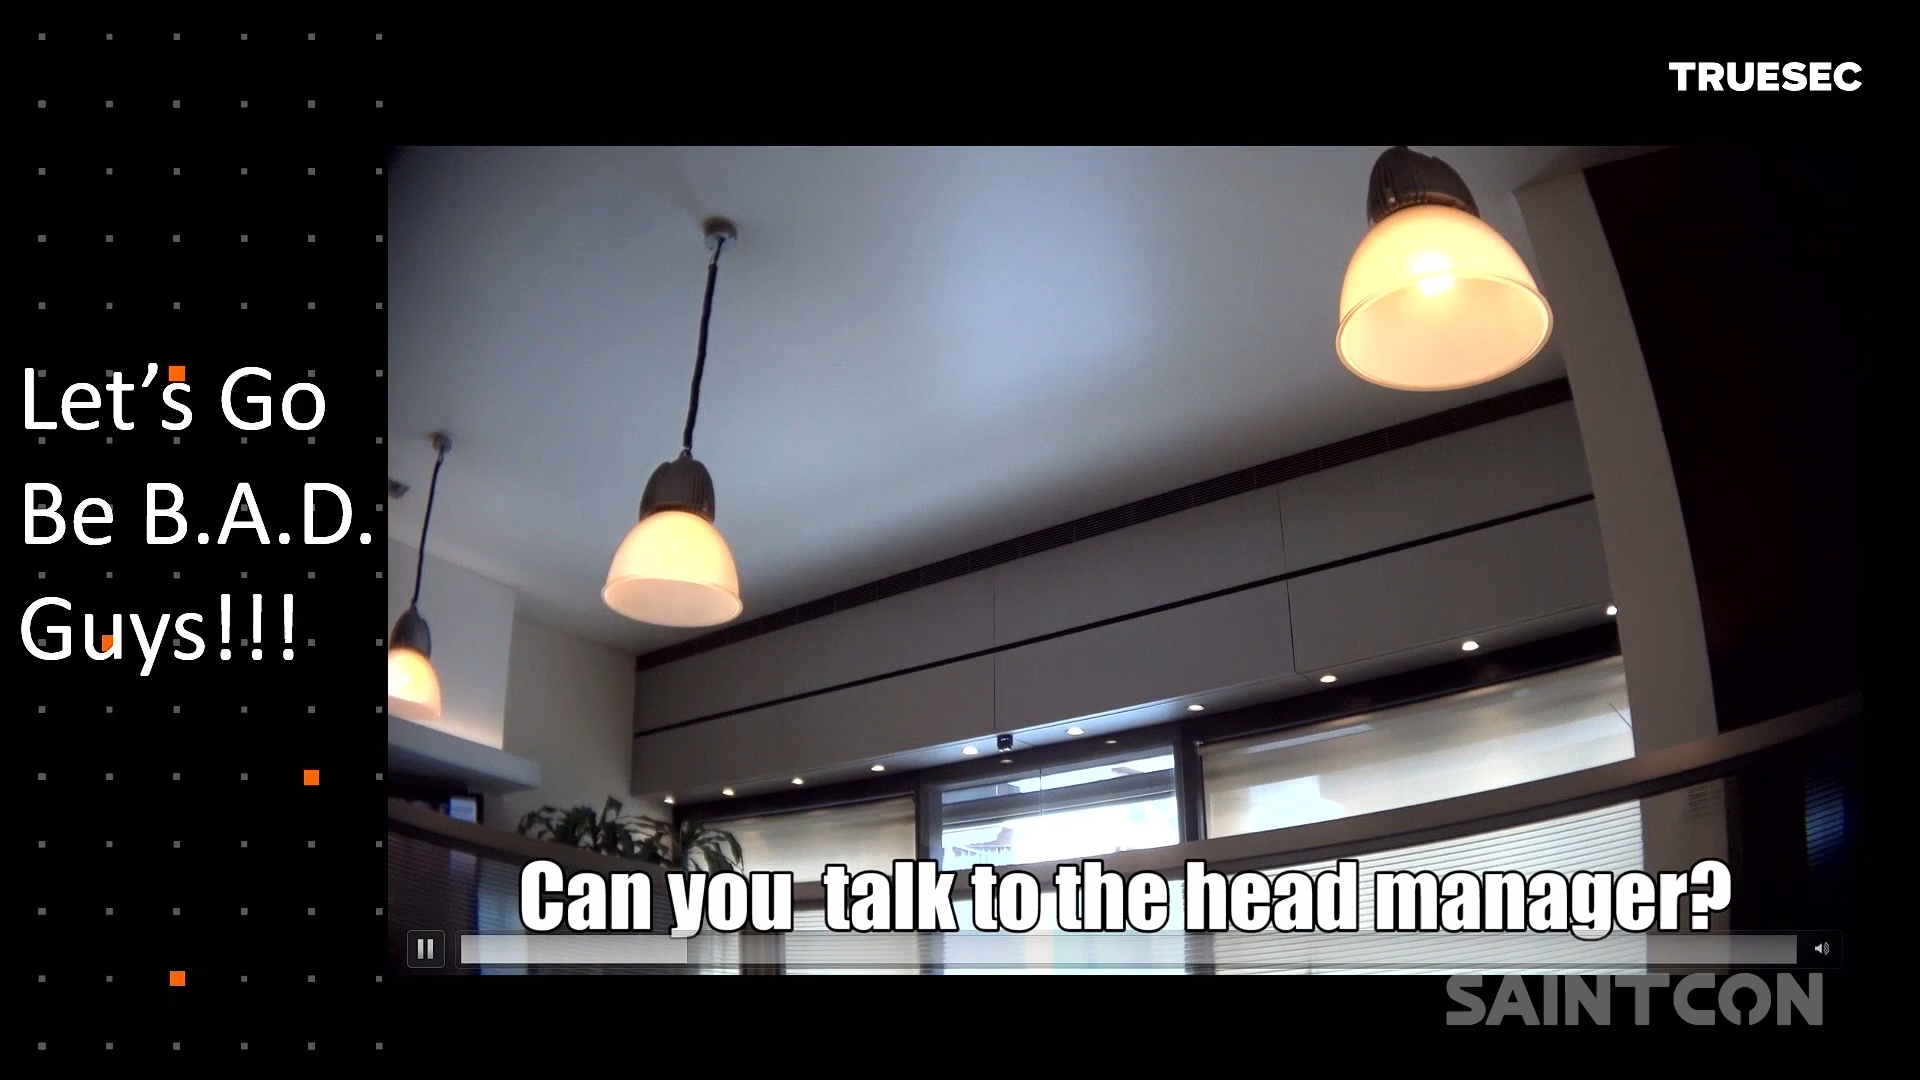 TRUESEC
Let's Go
Be B.A.D.
Guys!!!
Can you  talk to the head manager?
SAINTCON